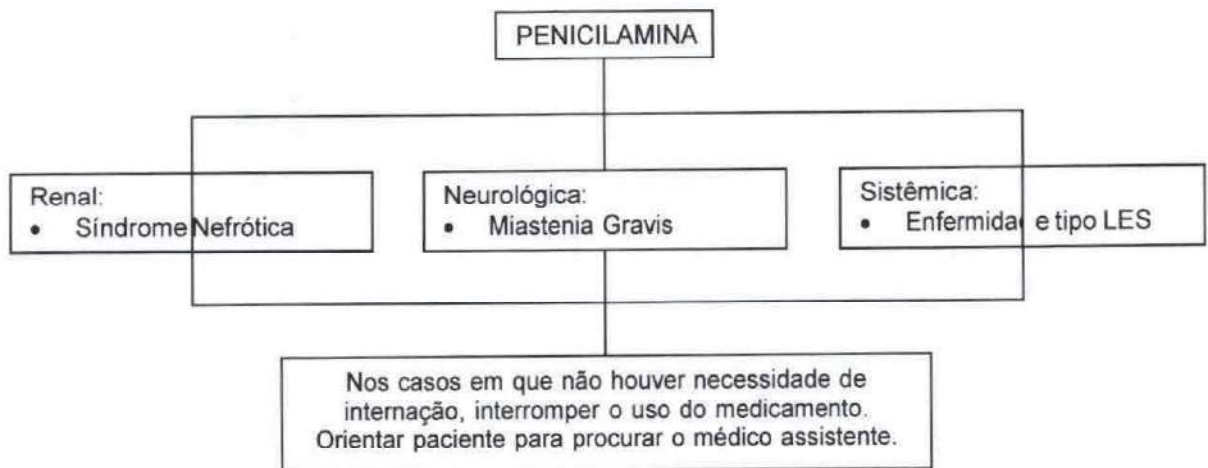 PENICILAMINA
Renal:
• Síndrome Nefrótica
Neurológica:
• Miastenia Gravis
Sistêmica:
• Enfermidade tipo LES
Nos casos em que não houver necessidade de
internação, interromper o uso do medicamento.
Orientar paciente para procurar o médico assistente.